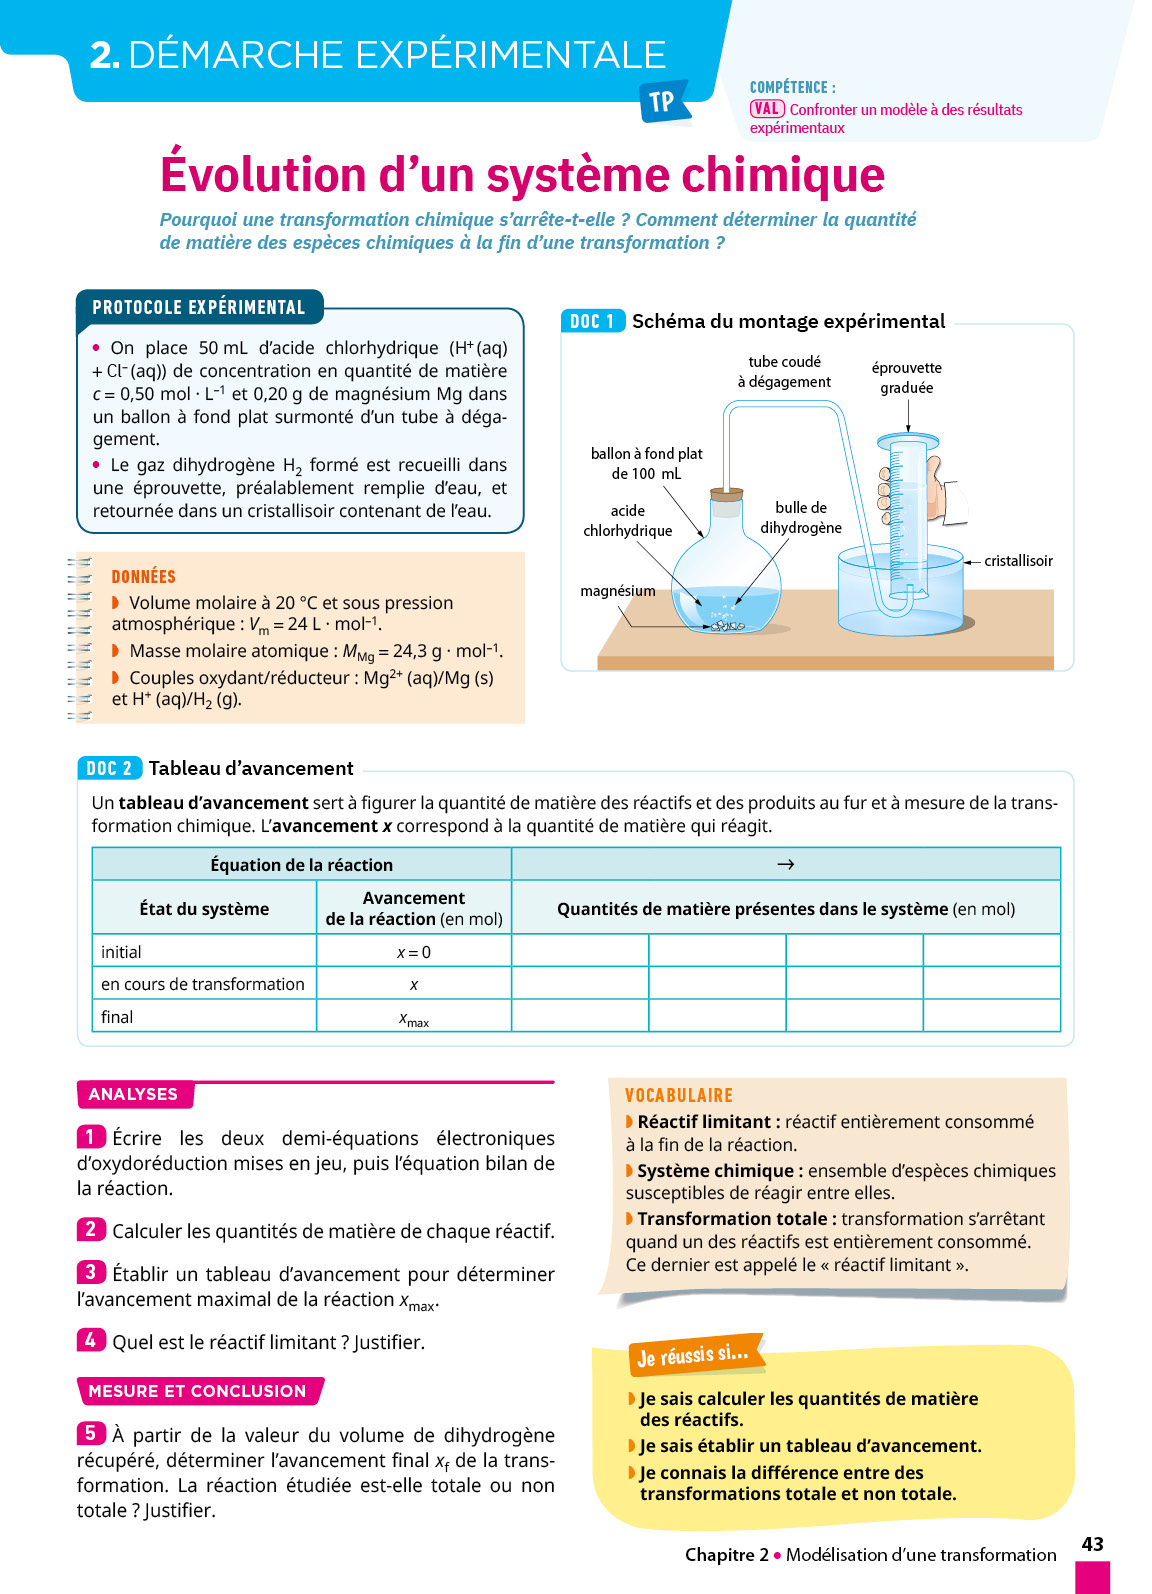 2. DÉMARCHE EXPÉRIMENTALE
TP
COMPÉTENCE :
VAL Confronter un modèle à des résultats
expérimentaux
Évolution d’un système chimique
Pourquoi une transformation chimique s’arrête-t-elle ? Comment déterminer la quantité
de matière des espèces chimiques à la fin d’une transformation ?
PROTOCOLE EXPÉRIMENTAL
• On place 50 mL d’acide chlorhydrique (H⁺ (aq)
+ Cl⁻ (aq)) de concentration en quantité de matière
c = 0,50 mol · L⁻¹ et 0,20 g de magnésium Mg dans
un ballon à fond plat surmonté d’un tube à déga-
gement.
• Le gaz dihydrogène H₂ formé est recueilli dans
une éprouvette, préalablement remplie d’eau, et
retournée dans un cristallisoir contenant de l’eau.
DONNÉES
Volume molaire à 20 °C et sous pression
atmosphérique : Vm = 24 L · mol⁻¹.
Masse molaire atomique : MMg = 24,3 g · mol⁻¹.
Couples oxydant/réducteur : Mg²⁺ (aq)/Mg (s)
et H⁺ (aq)/H₂ (g).
DOC 1 Schéma du montage expérimental
tube coudé
à dégagement
éprouvette
graduée
ballon à fond plat
de 100 mL
acide
chlorhydrique
bulle de
dihydrogène
cristallisoir
magnésium
DOC 2 Tableau d’avancement
Un tableau d’avancement sert à figurer la quantité de matière des réactifs et des produits au fur et à mesure de la trans-
formation chimique. L’avancement x correspond à la quantité de matière qui réagit.
Équation de la réaction →
État du système
Avancement
de la réaction (en mol)
Quantités de matière présentes dans le système (en mol)
initial x = 0
en cours de transformation x
final xmax
ANALYSES
1 Écrire les deux demi-équations électroniques
d’oxydoréduction mises en jeu, puis l’équation bilan de
la réaction.
2 Calculer les quantités de matière de chaque réactif.
3 Établir un tableau d’avancement pour déterminer
l’avancement maximal de la réaction xmax.
4 Quel est le réactif limitant ? Justifier.
MESURE ET CONCLUSION
5 À partir de la valeur du volume de dihydrogène
récupéré, déterminer l’avancement final xf de la trans-
formation. La réaction étudiée est-elle totale ou non
totale ? Justifier.
VOCABULAIRE
Réactif limitant : réactif entièrement consommé
à la fin de la réaction.
Système chimique : ensemble d’espèces chimiques
susceptibles de réagir entre elles.
Transformation totale : transformation s’arrêtant
quand un des réactifs est entièrement consommé.
Ce dernier est appelé le « réactif limitant ».
Je réussis si...
Je sais calculer les quantités de matière
des réactifs.
Je sais établir un tableau d’avancement.
Je connais la différence entre des
transformations totale et non totale.
Chapitre 2 • Modélisation d’une transformation
43